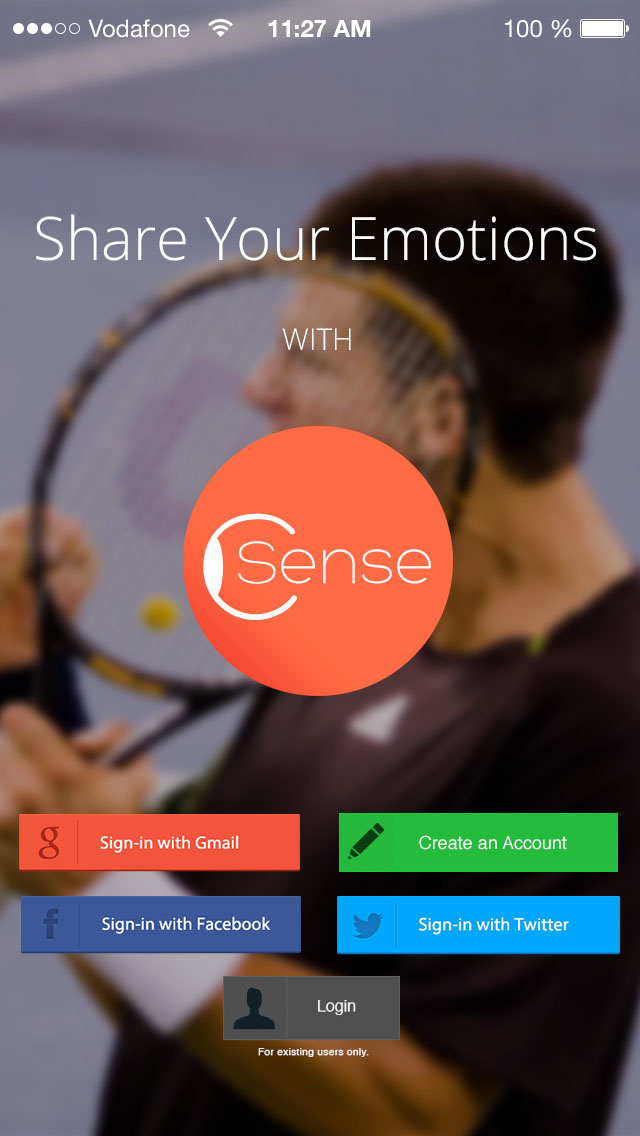 Vodafone 11:27 AM 100 %
Share Your Emotions
WITH
Sense
Sign-in with Gmail
Create an Account
Sign-in with Facebook
Sign-in with Twitter
Login
For existing users only.